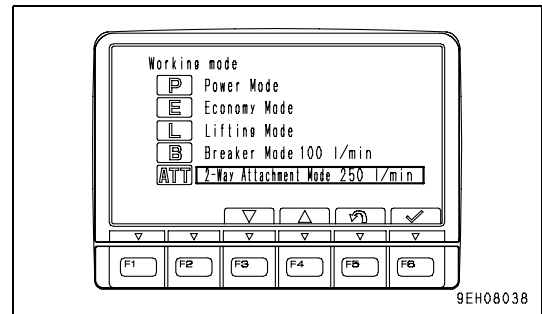 Working mode
P Power Mode
E Economy Mode
L Lifting Mode
B Breaker Mode 100 l/min
ATT 2-Way Attachment Mode 250 l/min
F1 F2 F3 F4 F5 F6
9EH08038